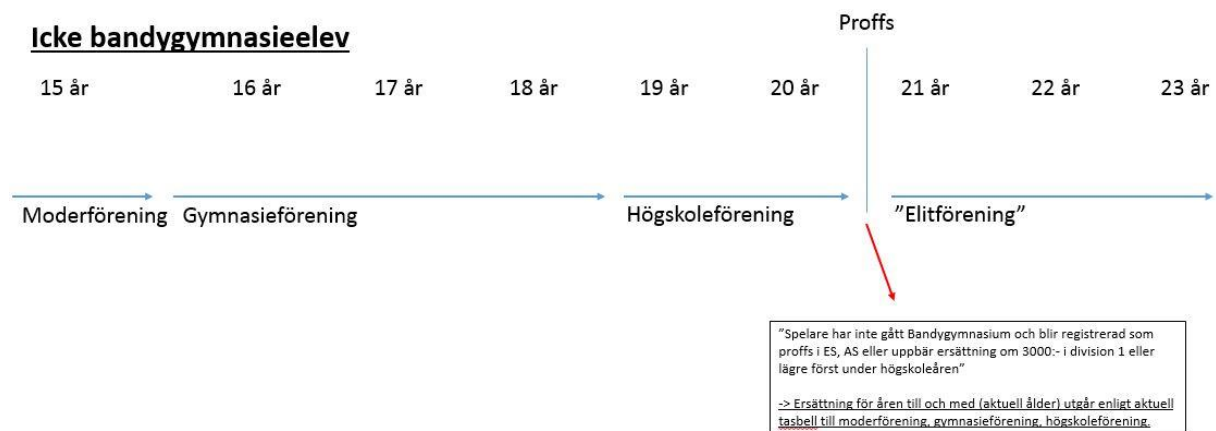 Proffs
Icke bandygymnasieelev
15 år 16 år 17 år 18 år 19 år 20 år 21 år 22 år 23 år
Moderförening Gymnasieförening Högskoleförening ”Elitförening”
”Spelare har inte gått Bandygymnasium och blir registrerad som
proffs i ES, AS eller uppbär ersättning om 3000:- i division 1 eller
lägre först under högskoleåren”
-> Ersättning för åren till och med (aktuell ålder) utgår enligt aktuell
tasbell till moderförening, gymnasieförening, högskoleförening.